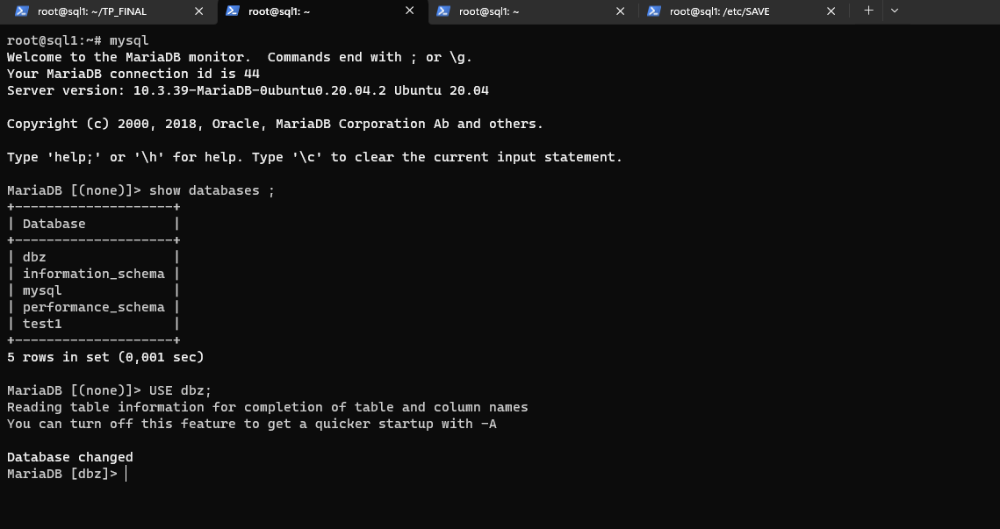 root@sql1: ~/TP_FINAL
root@sql1: ~
root@sql1: ~
root@sql1: /etc/SAVE
root@sql1:~# mysql
Welcome to the MariaDB monitor.  Commands end with ; or \g.
Your MariaDB connection id is 44
Server version: 10.3.39-MariaDB-0ubuntu0.20.04.2 Ubuntu 20.04
Copyright (c) 2000, 2018, Oracle, MariaDB Corporation Ab and others.
Type 'help;' or '\h' for help. Type '\c' to clear the current input statement.
MariaDB [(none)]> show databases ;
+--------------------+
| Database           |
+--------------------+
| dbz                |
| information_schema |
| mysql              |
| performance_schema |
| test1              |
+--------------------+
5 rows in set (0,001 sec)
MariaDB [(none)]> USE dbz;
Reading table information for completion of table and column names
You can turn off this feature to get a quicker startup with -A
Database changed
MariaDB [dbz]>